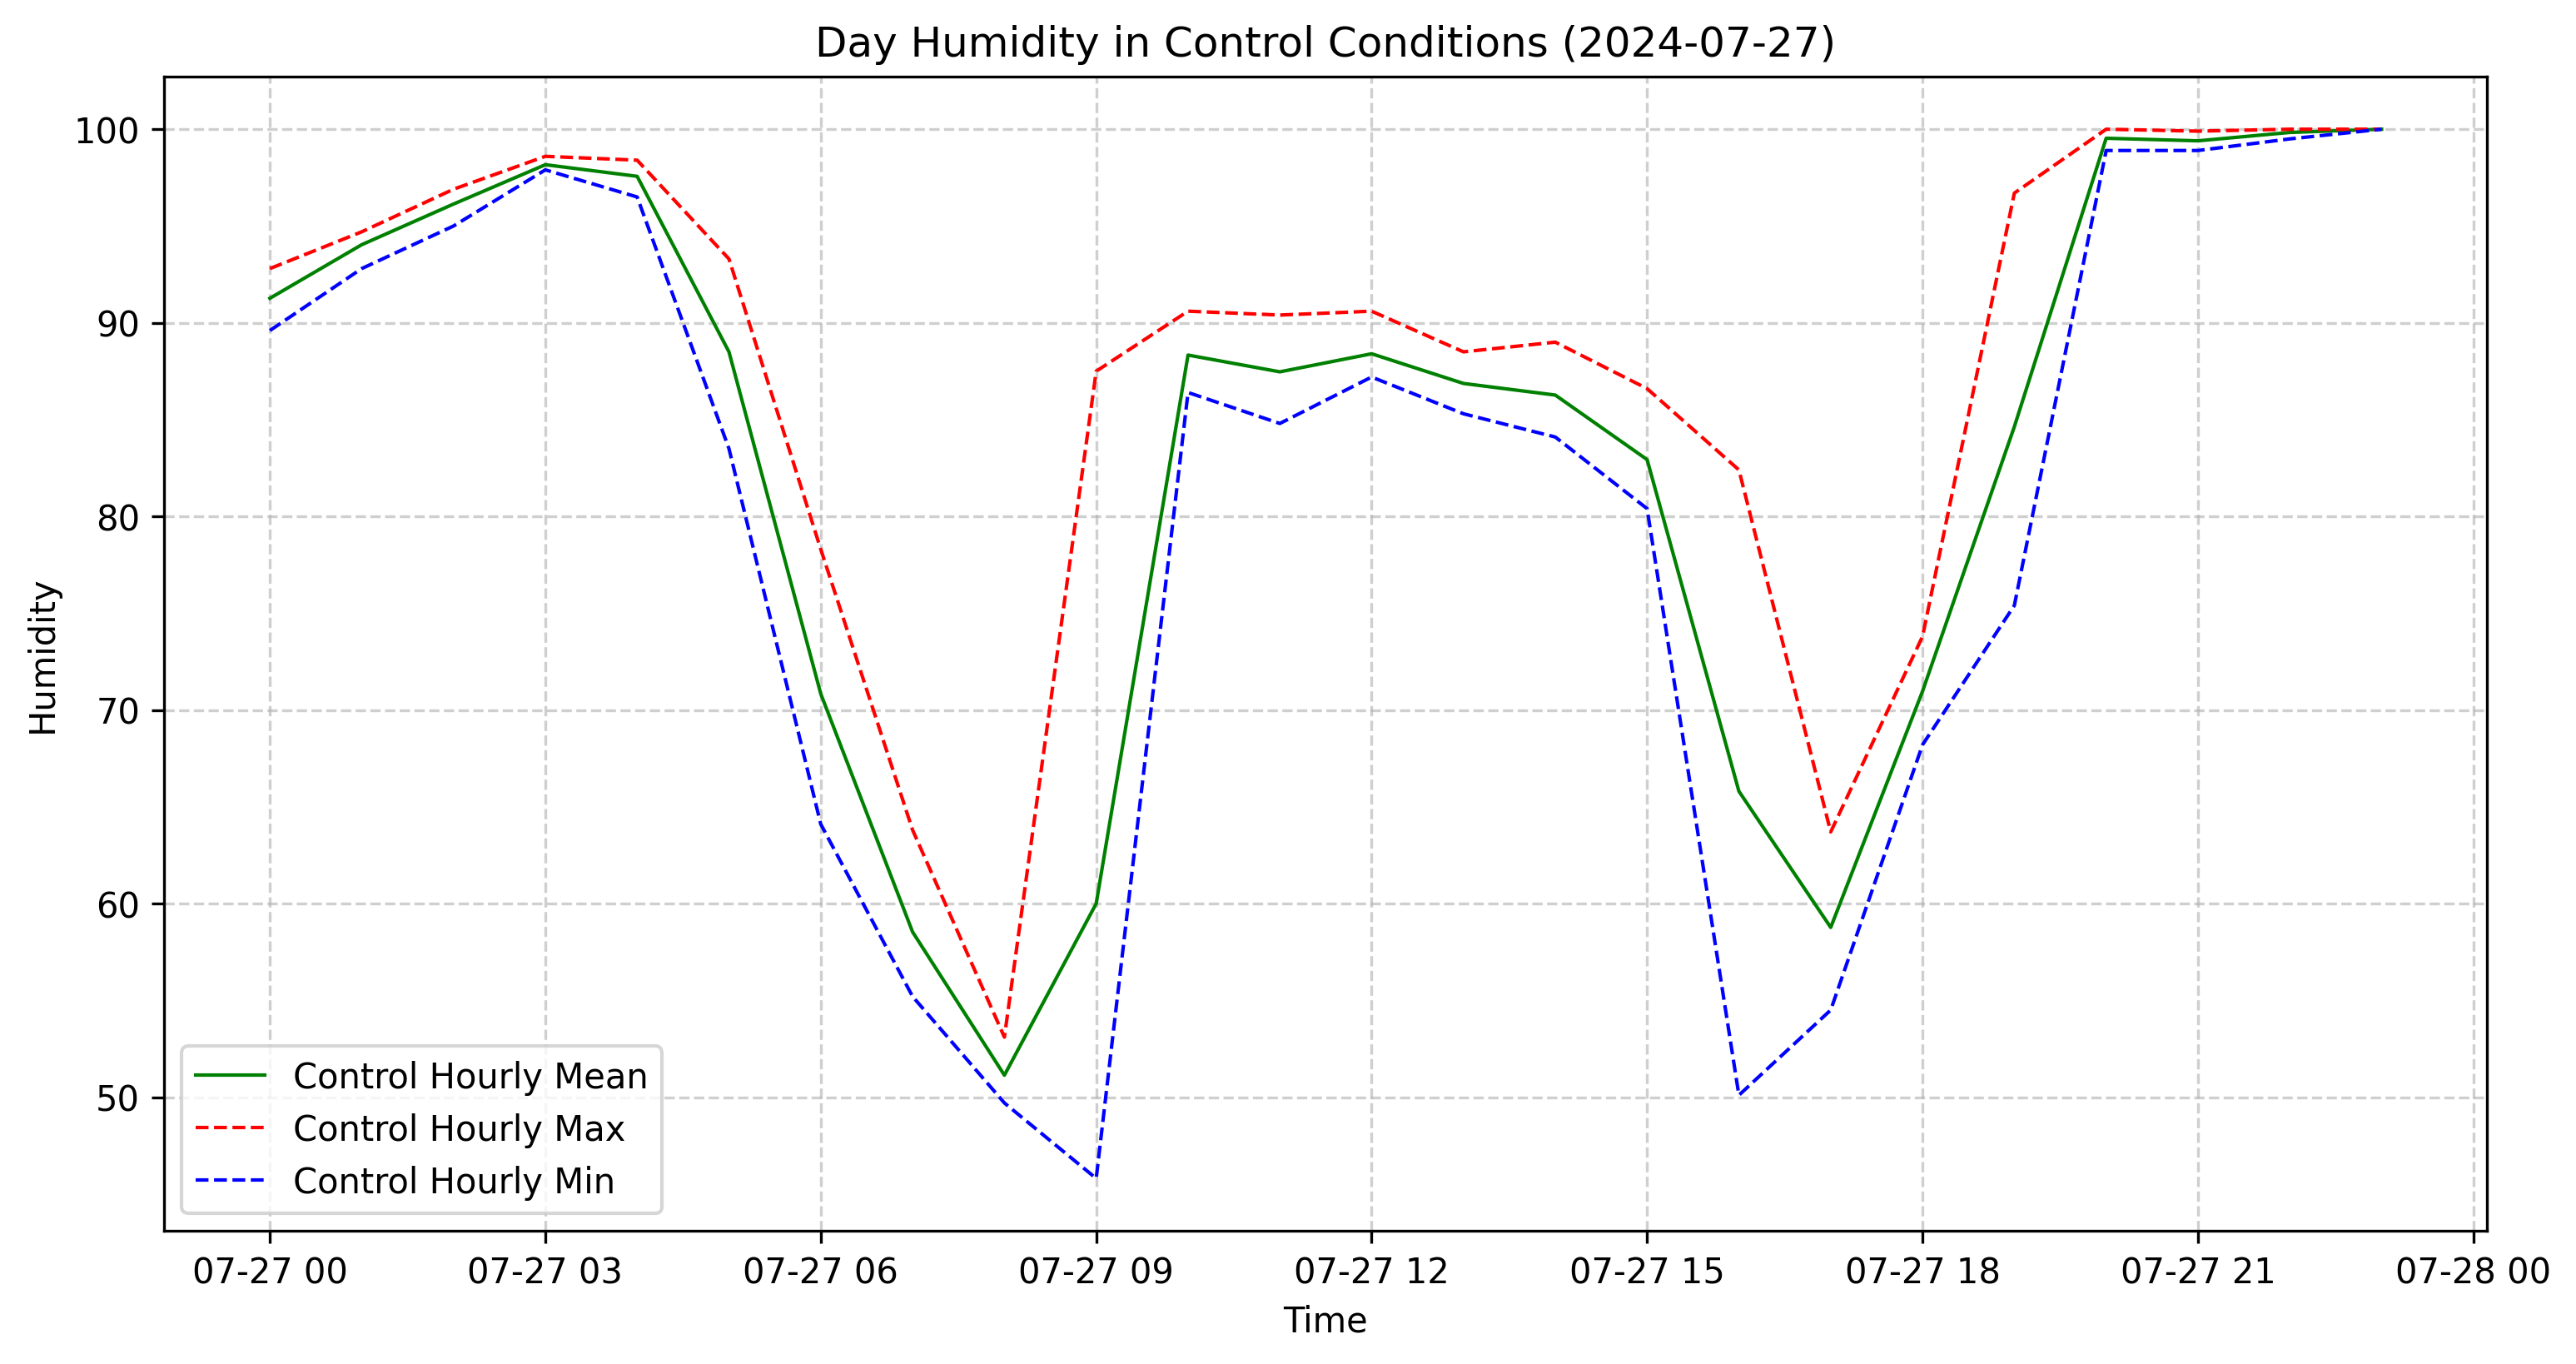 Day Humidity in Control Conditions (2024-07-27)
100
90
80
70
60
50
Humidity
Control Hourly Mean
Control Hourly Max
Control Hourly Min
07-27 00
07-27 03
07-27 06
07-27 09
07-27 12
07-27 15
07-27 18
07-27 21
07-28 00
Time